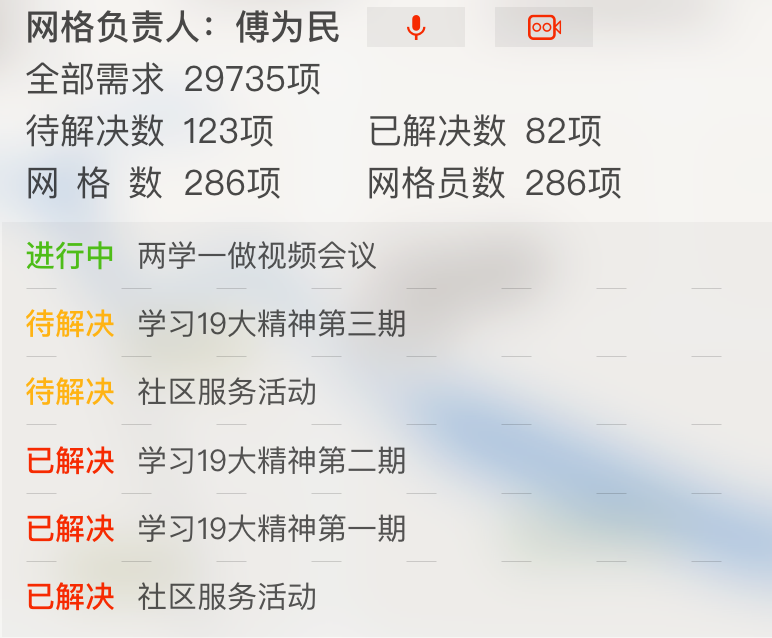 网格负责人：傅为民
全部需求 29735项
待解决数 123项 已解决数 82项
网 格 数 286项 网格员数 286项
进行中 两学一做视频会议
待解决 学习19大精神第三期
待解决 社区服务活动
已解决 学习19大精神第二期
已解决 学习19大精神第一期
已解决 社区服务活动